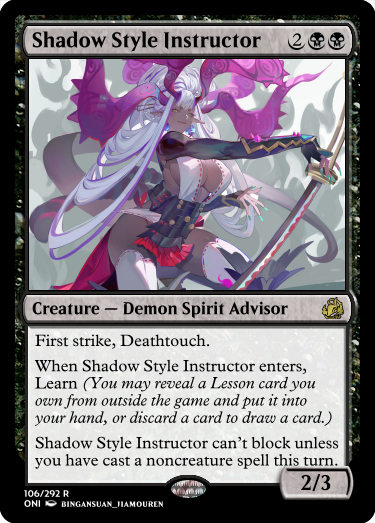 Shadow Style Instructor 2
Creature — Demon Spirit Advisor
First strike, Deathtouch.
When Shadow Style Instructor enters,
Learn (You may reveal a Lesson card you
own from outside the game and put it into
your hand, or discard a card to draw a card.)
Shadow Style Instructor can't block unless
you have cast a noncreature spell this turn.
2/3
106/292 R
ONI BINGANSUAN_JIAMOUREN